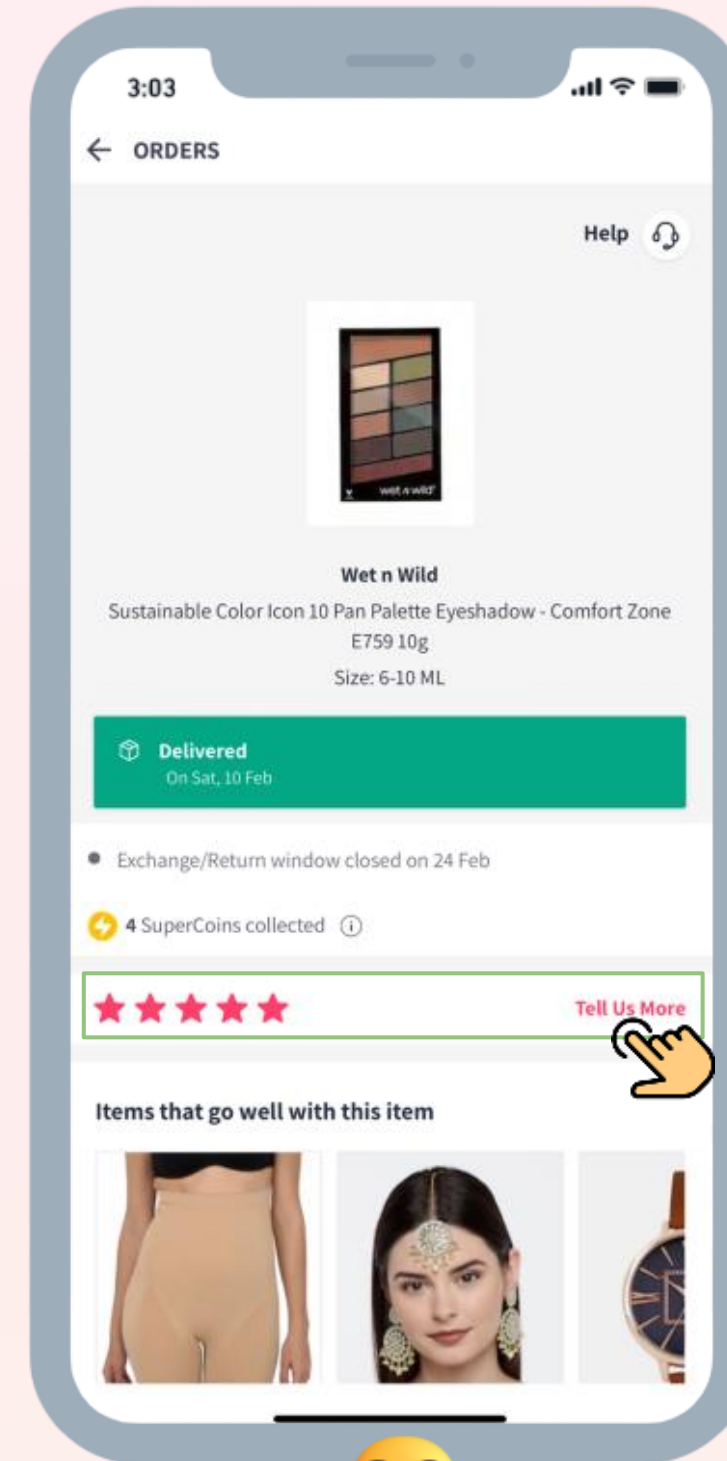 3:03
ORDERS
Help
wet n wild
Wet n Wild
Sustainable Color Icon 10 Pan Palette Eyeshadow - Comfort Zone
E759 10g
Size: 6-10 ML
Delivered
On Sat, 10 Feb
Exchange/Return window closed on 24 Feb
4 SuperCoins collected
Tell Us More
Items that go well with this item